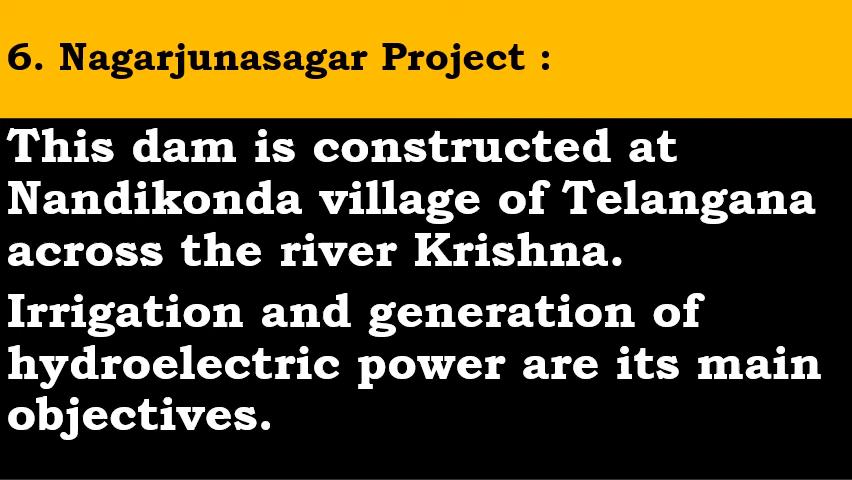 6. Nagarjunasagar Project :
This dam is constructed at
Nandikonda village of Telangana
across the river Krishna.
Irrigation and generation of
hydroelectric power are its main
objectives.